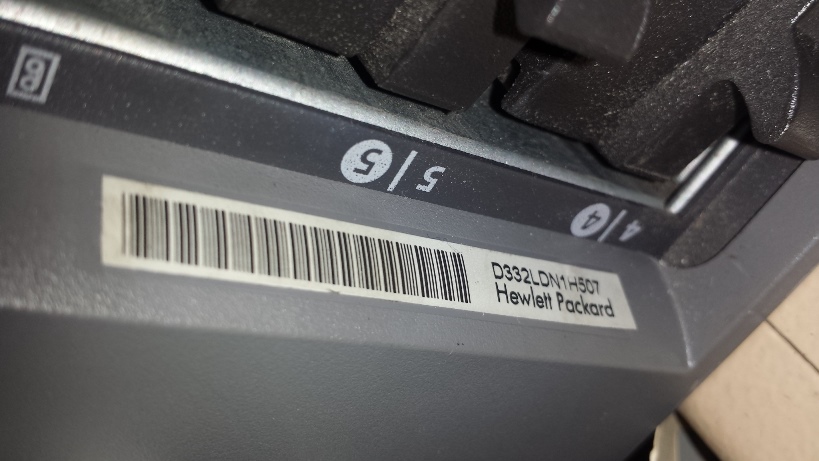 5/5
4/4
D332LDN1H507
Hewlett Packard